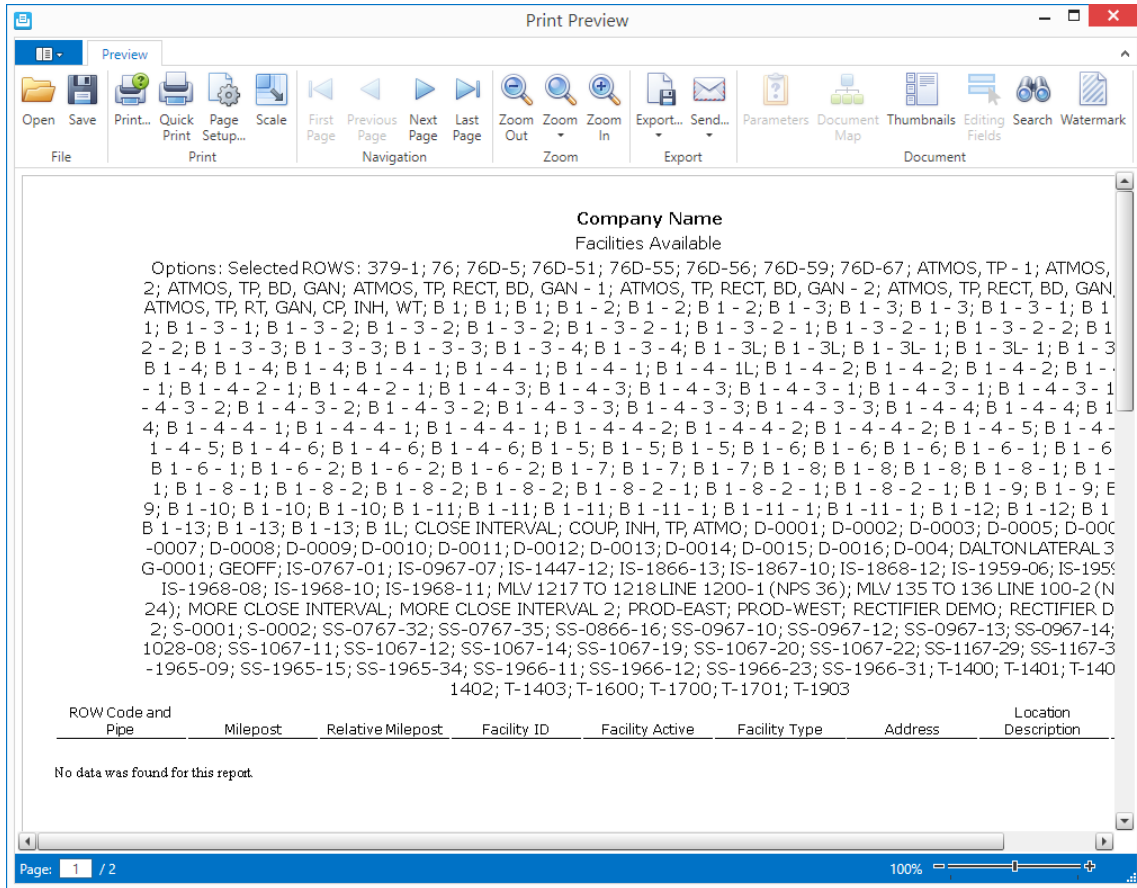 Print Preview
Preview
Open Save Print... Quick Print Page Setup... Scale First Page Previous Page Next Page Last Page Zoom Out Zoom Zoom In Export... Send... Parameters Document Map Thumbnails Editing Fields Search Watermark
File Print Navigation Zoom Export Document
Company Name
Facilities Available
Options: Selected ROWS: 379-1; 76; 76D-5; 76D-51; 76D-55; 76D-56; 76D-59; 76D-67; ATMOS, TP - 1; ATMOS,
2; ATMOS, TP, BD, GAN; ATMOS, TP, RECT, BD, GAN - 1; ATMOS, TP, RECT, BD, GAN - 2; ATMOS, TP, RECT, BD, GAN,
ATMOS, TP, RT, GAN, CP, INH, WT; B 1; B 1; B 1; B 1 - 2; B 1 - 2; B 1 - 2; B 1 - 3; B 1 - 3; B 1 - 3; B 1 - 3 - 1; B 1
1; B 1 - 3 - 1; B 1 - 3 - 2; B 1 - 3 - 2; B 1 - 3 - 2; B 1 - 3 - 2 - 1; B 1 - 3 - 2 - 1; B 1 - 3 - 2 - 1; B 1 - 3 - 2 - 2; B 1
2 - 2; B 1 - 3 - 3; B 1 - 3 - 3; B 1 - 3 - 3; B 1 - 3 - 4; B 1 - 3 - 4; B 1 - 3L; B 1 - 3L; B 1 - 3L- 1; B 1 - 3L- 1; B 1 - 3
B 1 - 4; B 1 - 4; B 1 - 4; B 1 - 4 - 1; B 1 - 4 - 1; B 1 - 4 - 1; B 1 - 4 - 1L; B 1 - 4 - 2; B 1 - 4 - 2; B 1 - 4 - 2; B 1 -
- 1; B 1 - 4 - 2 - 1; B 1 - 4 - 2 - 1; B 1 - 4 - 3; B 1 - 4 - 3; B 1 - 4 - 3; B 1 - 4 - 3 - 1; B 1 - 4 - 3 - 1; B 1 - 4 - 3 - 1
- 4 - 3 - 2; B 1 - 4 - 3 - 2; B 1 - 4 - 3 - 2; B 1 - 4 - 3 - 3; B 1 - 4 - 3 - 3; B 1 - 4 - 3 - 3; B 1 - 4 - 4; B 1 - 4 - 4; B 1
4; B 1 - 4 - 4 - 1; B 1 - 4 - 4 - 1; B 1 - 4 - 4 - 1; B 1 - 4 - 4 - 2; B 1 - 4 - 4 - 2; B 1 - 4 - 4 - 2; B 1 - 4 - 5; B 1 - 4 -
1 - 4 - 5; B 1 - 4 - 6; B 1 - 4 - 6; B 1 - 4 - 6; B 1 - 5; B 1 - 5; B 1 - 5; B 1 - 6; B 1 - 6; B 1 - 6; B 1 - 6 - 1; B 1 - 6
B 1 - 6 - 1; B 1 - 6 - 2; B 1 - 6 - 2; B 1 - 6 - 2; B 1 - 7; B 1 - 7; B 1 - 7; B 1 - 8; B 1 - 8; B 1 - 8; B 1 - 8 - 1; B 1 -
1; B 1 - 8 - 1; B 1 - 8 - 2; B 1 - 8 - 2; B 1 - 8 - 2; B 1 - 8 - 2 - 1; B 1 - 8 - 2 - 1; B 1 - 8 - 2 - 1; B 1 - 9; B 1 - 9; B
9; B 1 -10; B 1 -10; B 1 -10; B 1 -11; B 1 -11; B 1 -11; B 1 -11 - 1; B 1 -11 - 1; B 1 -11 - 1; B 1 -12; B 1 -12; B 1
B 1 -13; B 1 -13; B 1 -13; B 1L; CLOSE INTERVAL; COUP, INH, TP, ATMO; D-0001; D-0002; D-0003; D-0005; D-000
-0007; D-0008; D-0009; D-0010; D-0011; D-0012; D-0013; D-0014; D-0015; D-0016; D-004; DALTON LATERAL 3
G-0001; GEOFF; IS-0767-01; IS-0967-07; IS-1447-12; IS-1866-13; IS-1867-10; IS-1868-12; IS-1959-06; IS-1959
IS-1968-08; IS-1968-10; IS-1968-11; MLV 1217 TO 1218 LINE 1200-1 (NPS 36); MLV 135 TO 136 LINE 100-2 (N
24); MORE CLOSE INTERVAL; MORE CLOSE INTERVAL 2; PROD-EAST; PROD-WEST; RECTIFIER DEMO; RECTIFIER D
2; S-0001; S-0002; SS-0767-32; SS-0767-35; SS-0866-16; SS-0967-10; SS-0967-12; SS-0967-13; SS-0967-14;
1028-08; SS-1067-11; SS-1067-12; SS-1067-14; SS-1067-19; SS-1067-20; SS-1067-22; SS-1167-29; SS-1167-3
-1965-09; SS-1965-15; SS-1965-34; SS-1966-11; SS-1966-12; SS-1966-23; SS-1966-31; T-1400; T-1401; T-140
1402; T-1403; T-1600; T-1700; T-1701; T-1903
ROW Code and Pipe Milepost Relative Milepost Facility ID Facility Active Facility Type Address Location Description
No data was found for this report.
Page: 1 / 2 100%